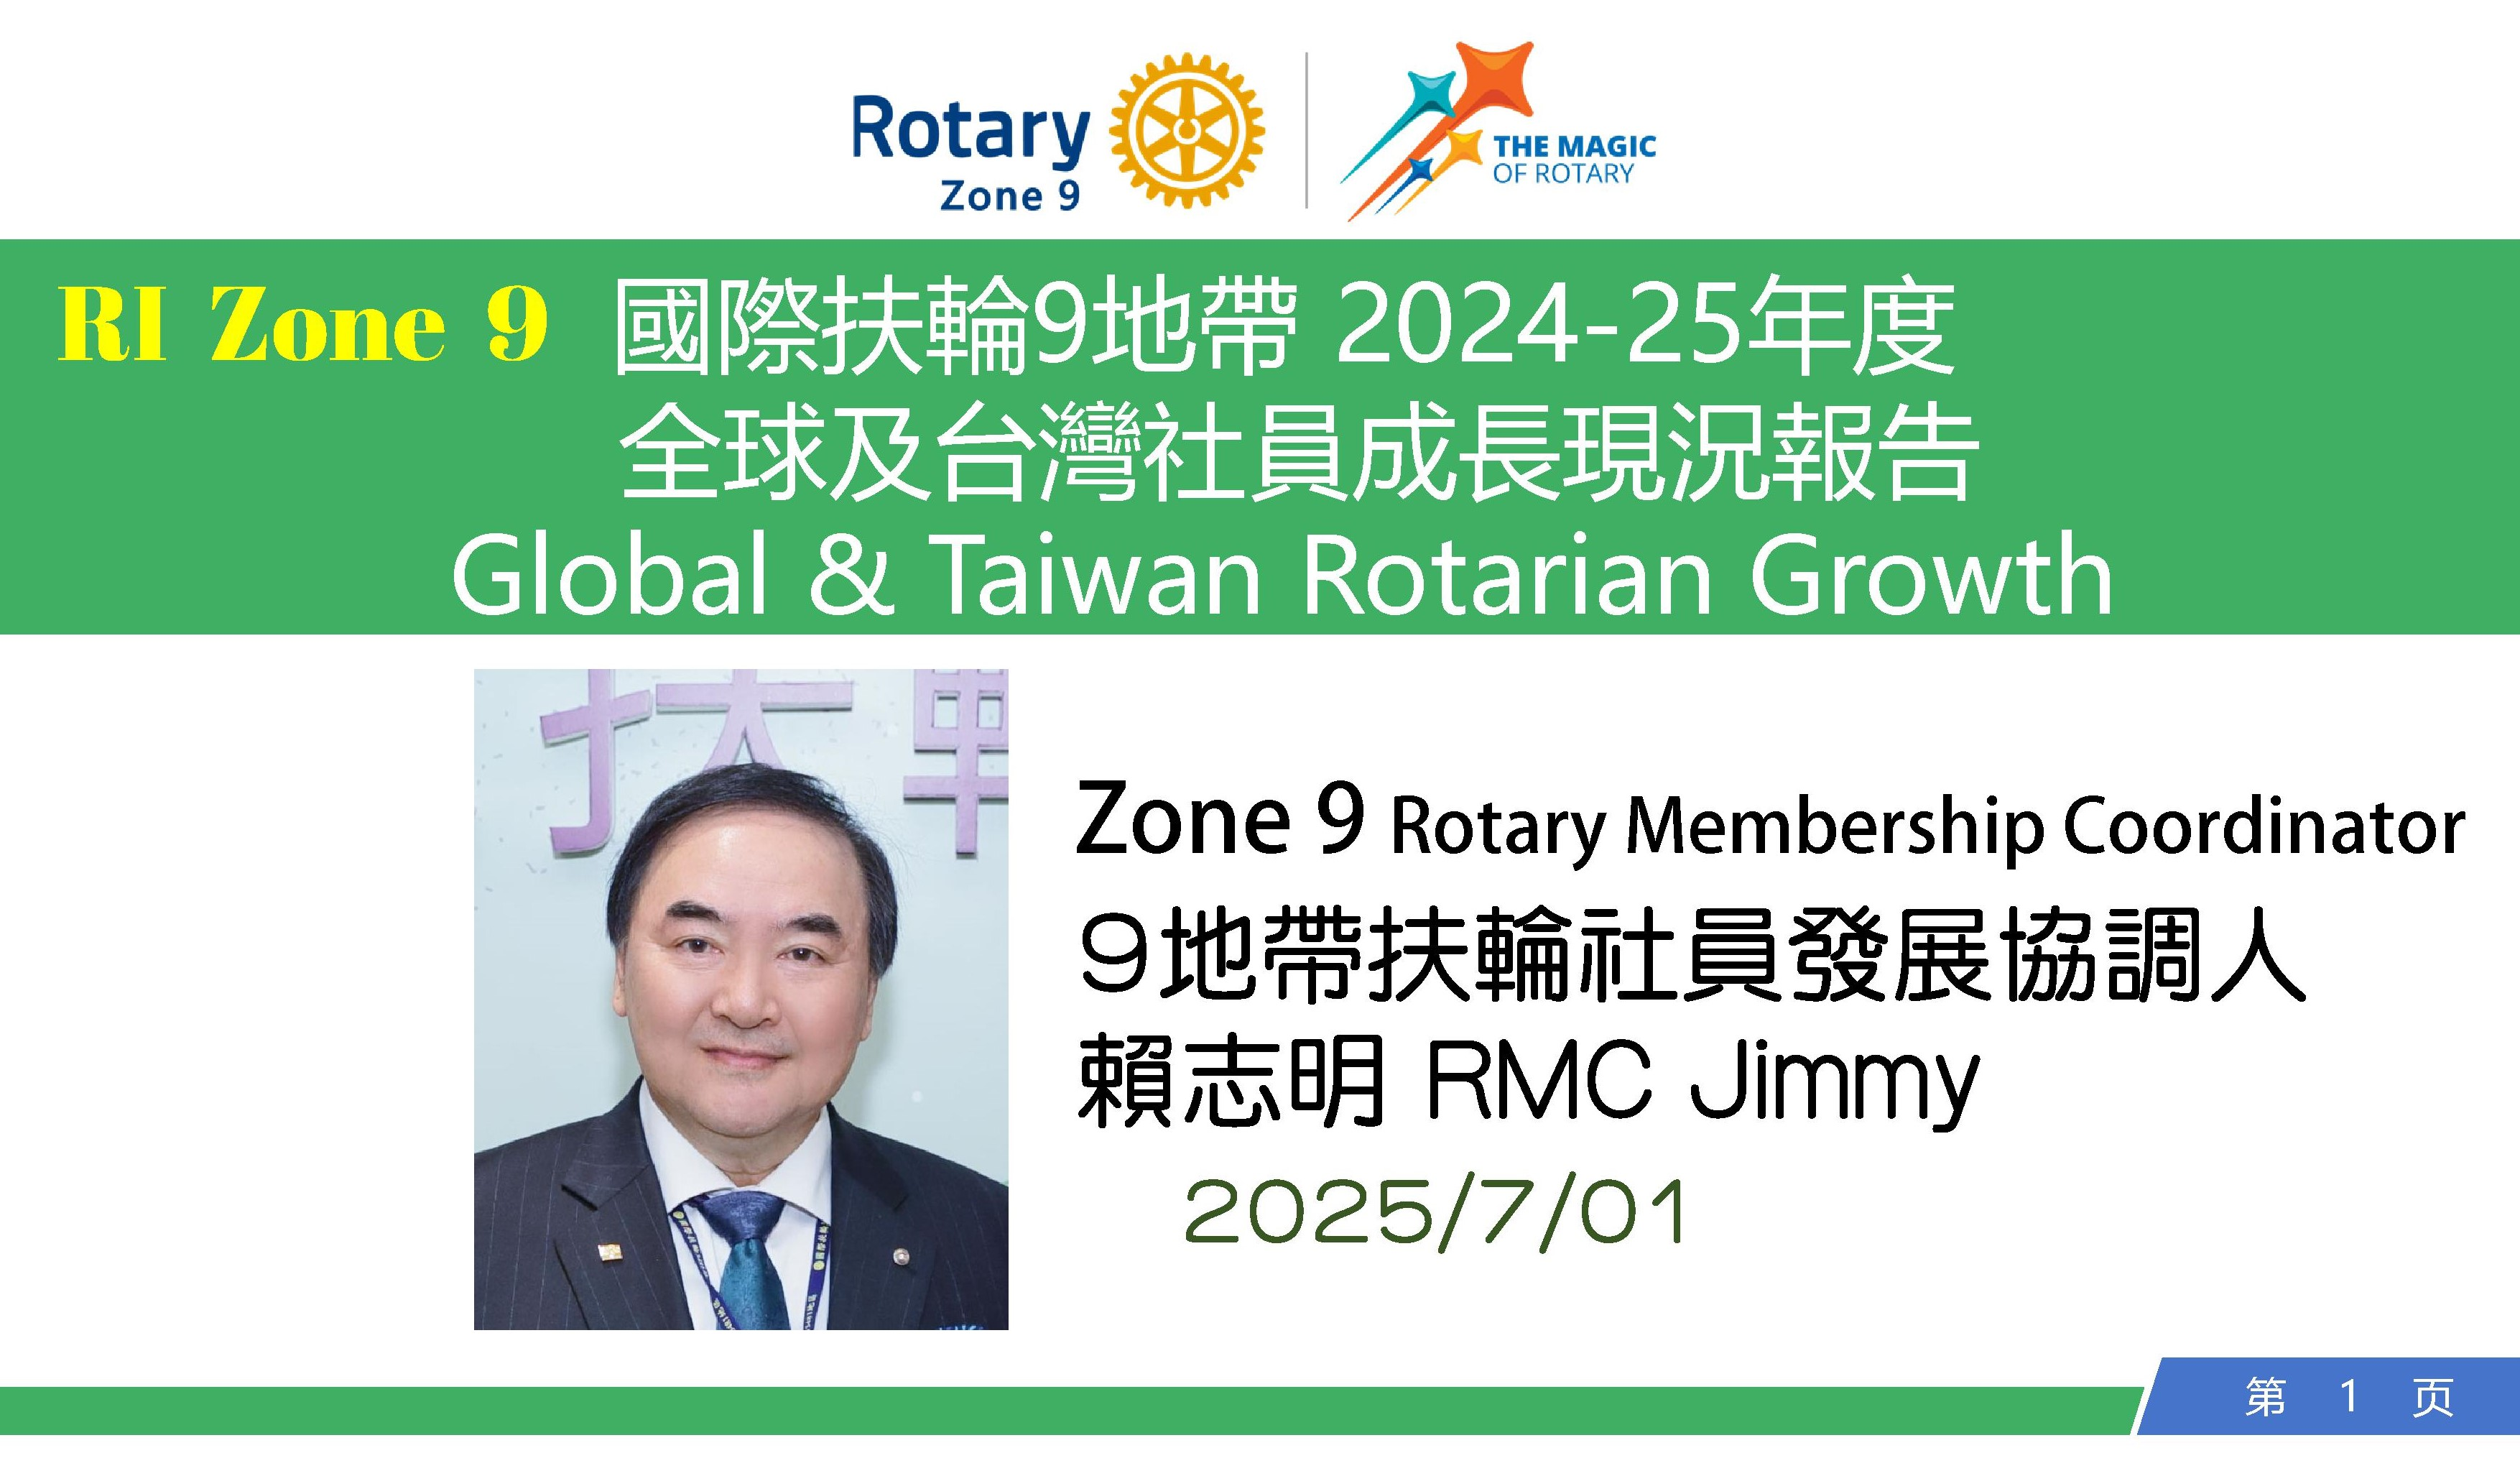 Rotary
Zone 9
THE MAGIC
OF ROTARY
RI Zone 9 國際扶輪9地帶 2024-25年度
全球及台灣社員成長現況報告
Global & Taiwan Rotarian Growth
扶
Zone 9 Rotary Membership Coordinator
9地帶扶輪社員發展協調人
賴志明 RMC Jimmy
2025/7/01
第 1 页